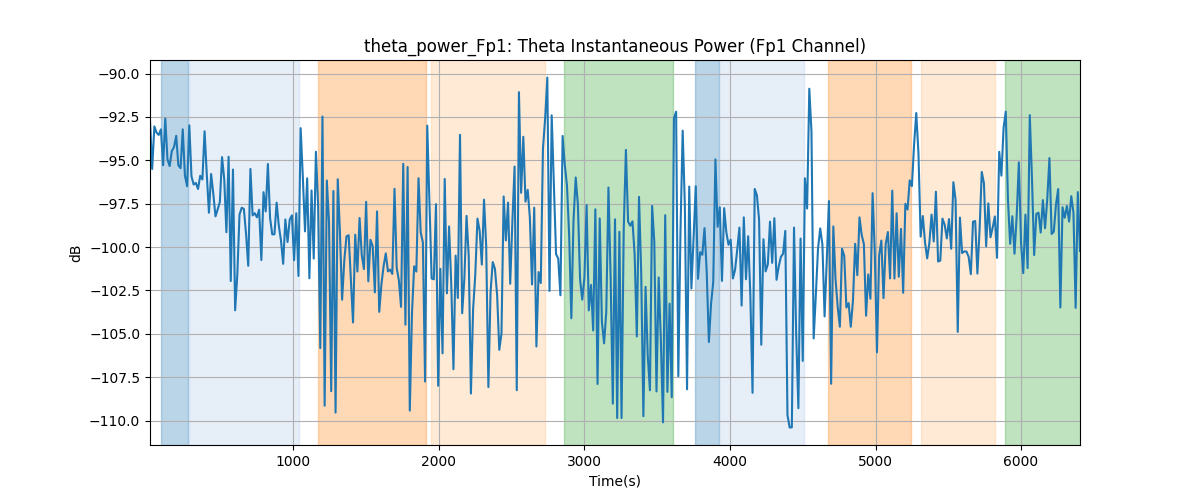 theta_power_Fp1: Theta Instantaneous Power (Fp1 Channel)
−90.0
−92.5
−95.0
−97.5
−100.0
−102.5
−105.0
−107.5
−110.0
dB
1000 2000 3000 4000 5000 6000
Time(s)